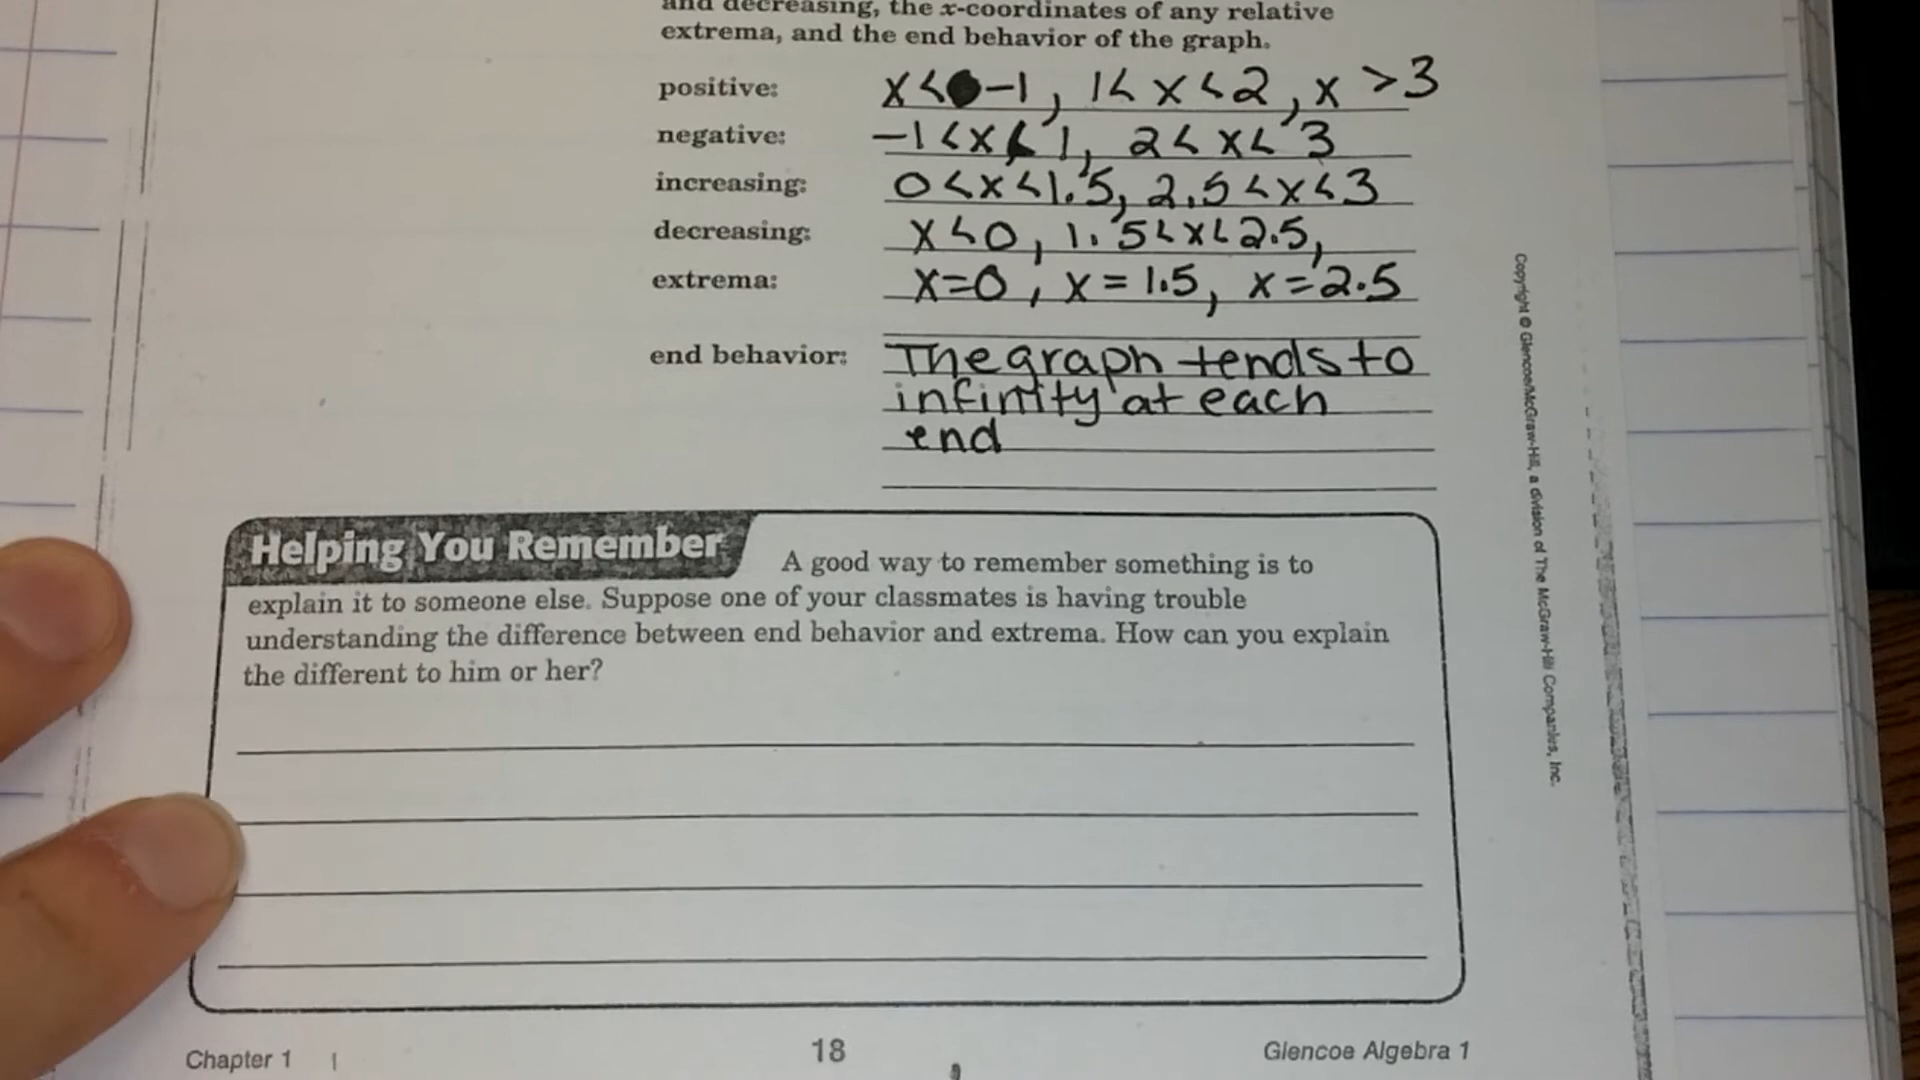 and decreasing, the x-coordinates of any relative
extrema, and the end behavior of the graph.
positive: x<-1, 1<x<2, x>3
negative: -1<x<1, 2<x<3
increasing: 0<x<1.5, 2.5<x<3
decreasing: x<0, 1.5<x<2.5,
extrema: x=0, x=1.5, x=2.5
end behavior: The graph tends to
infinity at each
end
Helping You Remember A good way to remember something is to
explain it to someone else. Suppose one of your classmates is having trouble
understanding the difference between end behavior and extrema. How can you explain
the different to him or her?
Copyright © Glencoe/McGraw-Hill, a division of The McGraw-Hill Companies, Inc.
Chapter 1 18 Glencoe Algebra 1